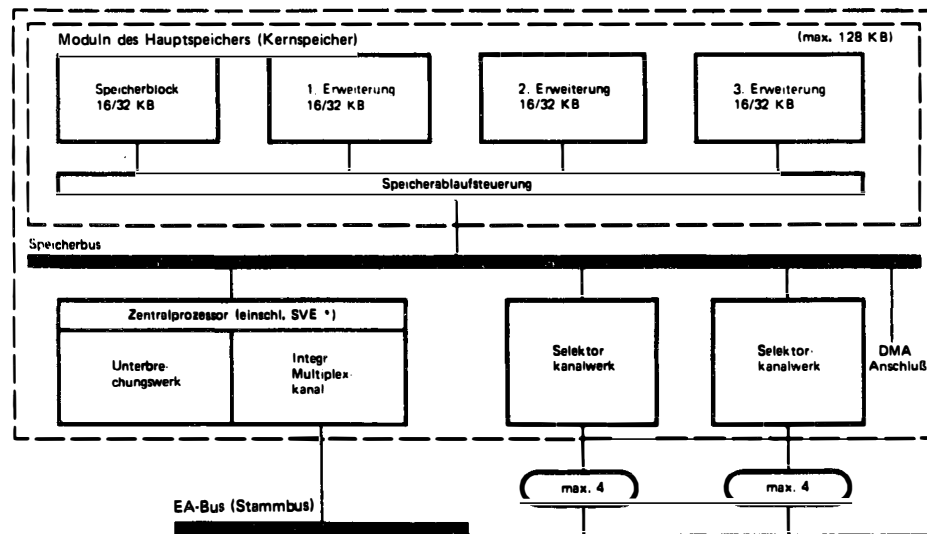 Moduln des Hauptspeichers (Kernspeicher)
(max. 128 KB)
Speicherblock
16/32 KB
1. Erweiterung
16/32 KB
2. Erweiterung
16/32 KB
3. Erweiterung
16/32 KB
Speicherablaufsteuerung
Speicherbus
Zentralprozessor (einschl. SVE *)
Unterbre-
chungswerk
Integr
Multiplex-
kanal
Selektor
kanalwerk
Selektor-
kanalwerk
DMA
Anschluß
max. 4
max. 4
EA-Bus (Stammbus)